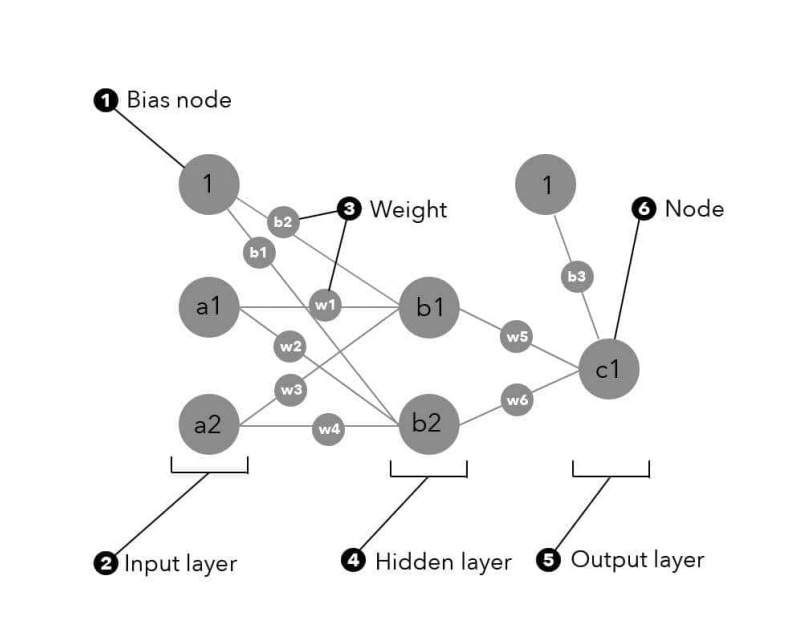 1 Bias node
1
1
b2
3 Weight
6 Node
b1
b3
a1
w1
b1
w5
w2
c1
w3
w6
a2
w4
b2
2 Input layer
4 Hidden layer
5 Output layer